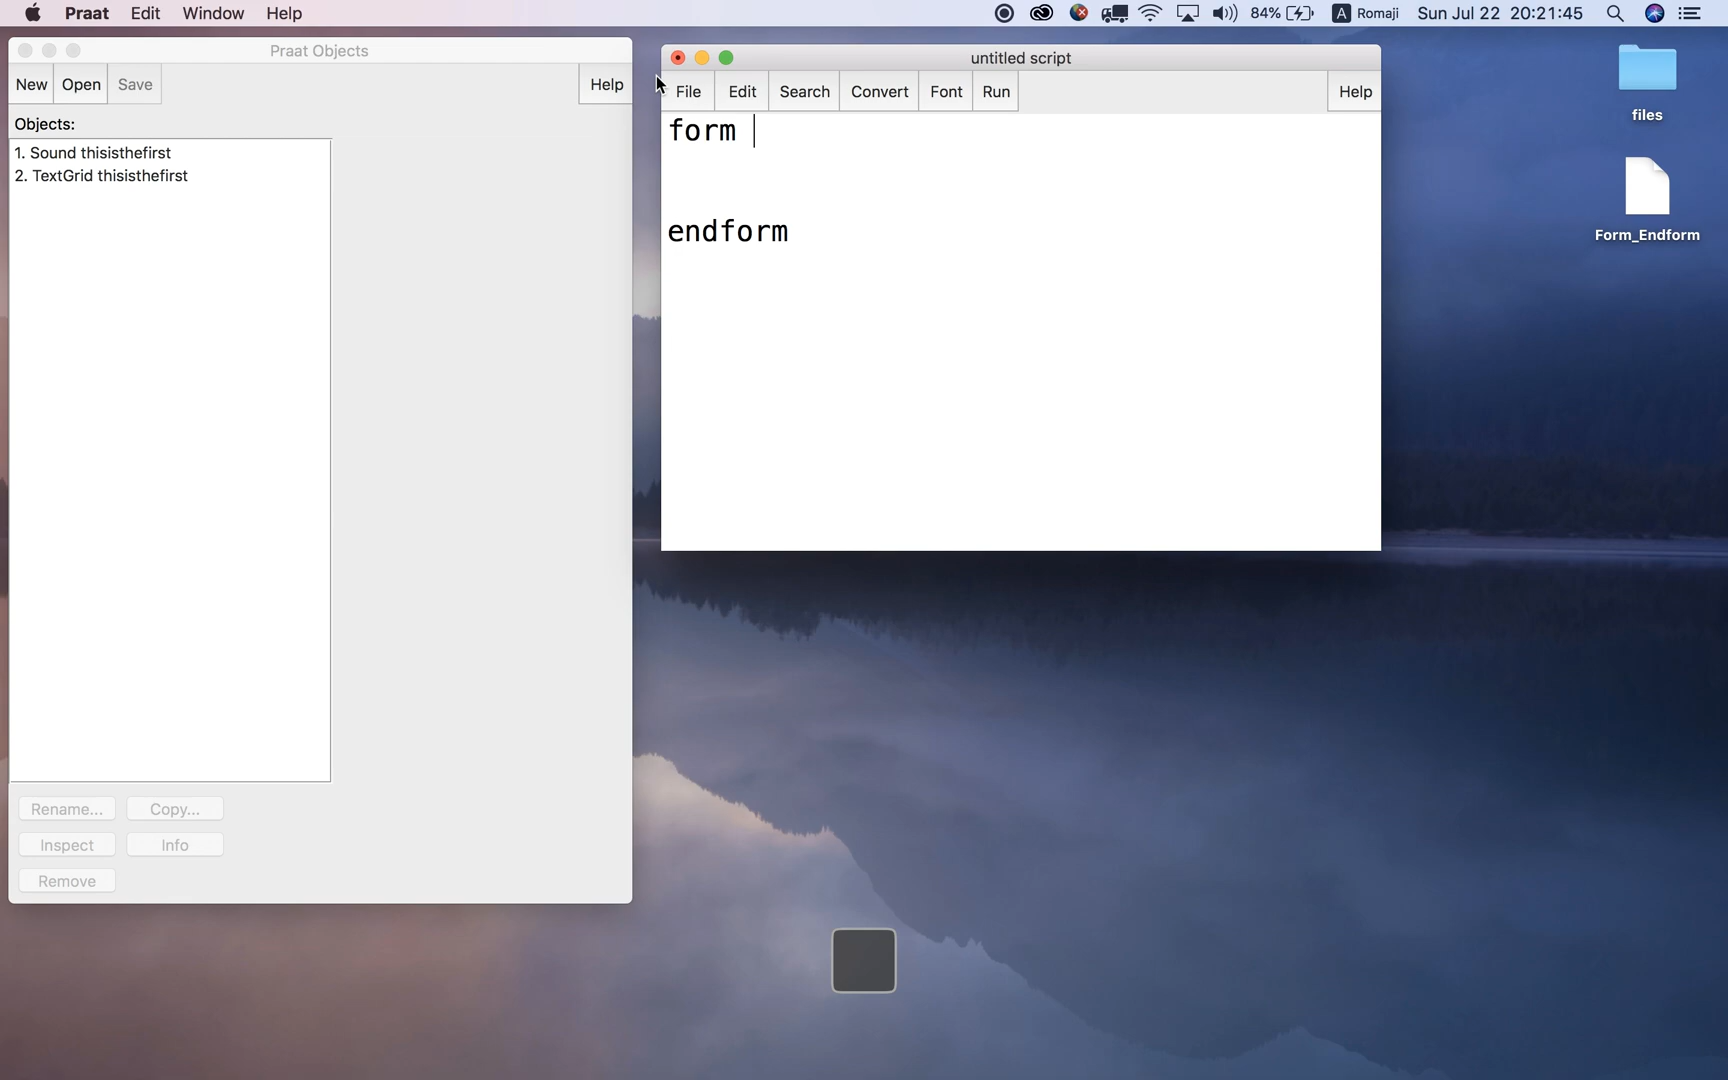 Praat Edit Window Help
84% A Romaji Sun Jul 22 20:21:45
Praat Objects
New Open Save Help
Objects:
1. Sound thisisthefirst
2. TextGrid thisisthefirst
Rename... Copy...
Inspect Info
Remove
untitled script
File Edit Search Convert Font Run Help
form
endform
files
Form_Endform